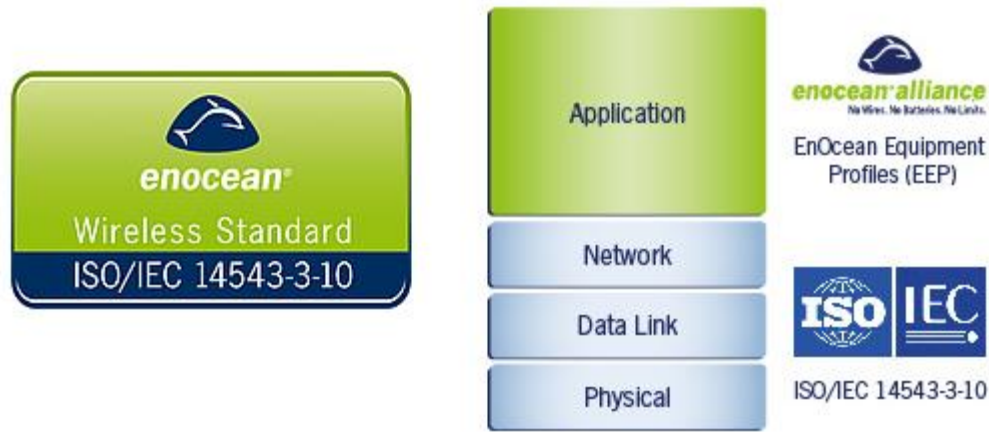 enocean®
Wireless Standard
ISO/IEC 14543-3-10
Application
Network
Data Link
Physical
enocean alliance
No Wires. No Batteries. No Limits.
EnOcean Equipment
Profiles (EEP)
ISO IEC
ISO/IEC 14543-3-10